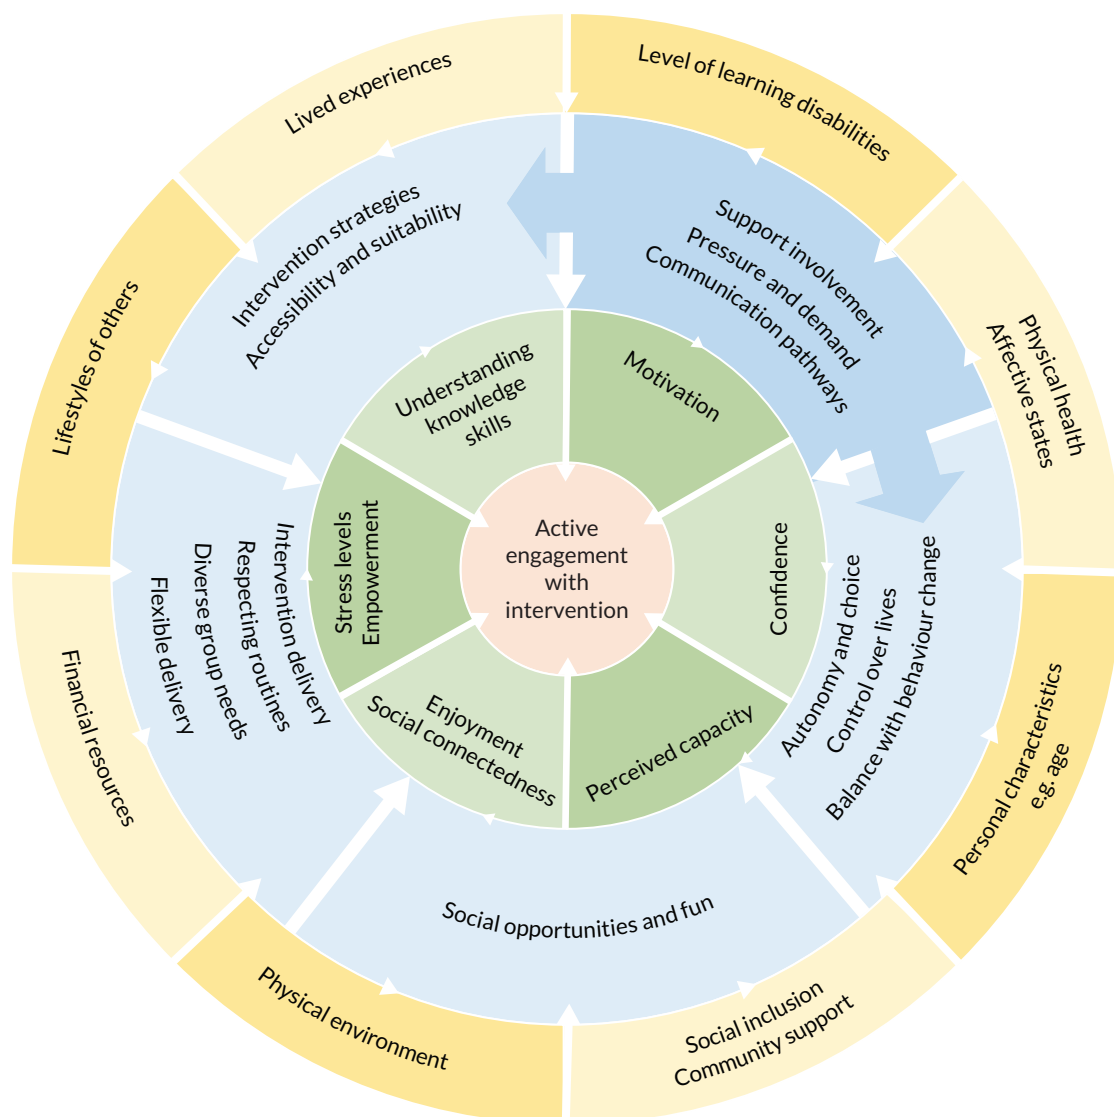 Lived experiences
Level of learning disabilities
Physical health
Affective states
Personal characteristics
e.g. age
Social inclusion
Community support
Physical environment
Financial resources
Lifestyles of others
Intervention strategies
Accessibility and suitability
Support involvement
Pressure and demand
Communication pathways
Autonomy and choice
Control over lives
Balance with behaviour change
Social opportunities and fun
Intervention delivery
Respecting routines
Diverse group needs
Flexible delivery
Understanding
knowledge
skills
Motivation
Confidence
Perceived capacity
Enjoyment
Social connectedness
Stress levels
Empowerment
Active
engagement
with
intervention